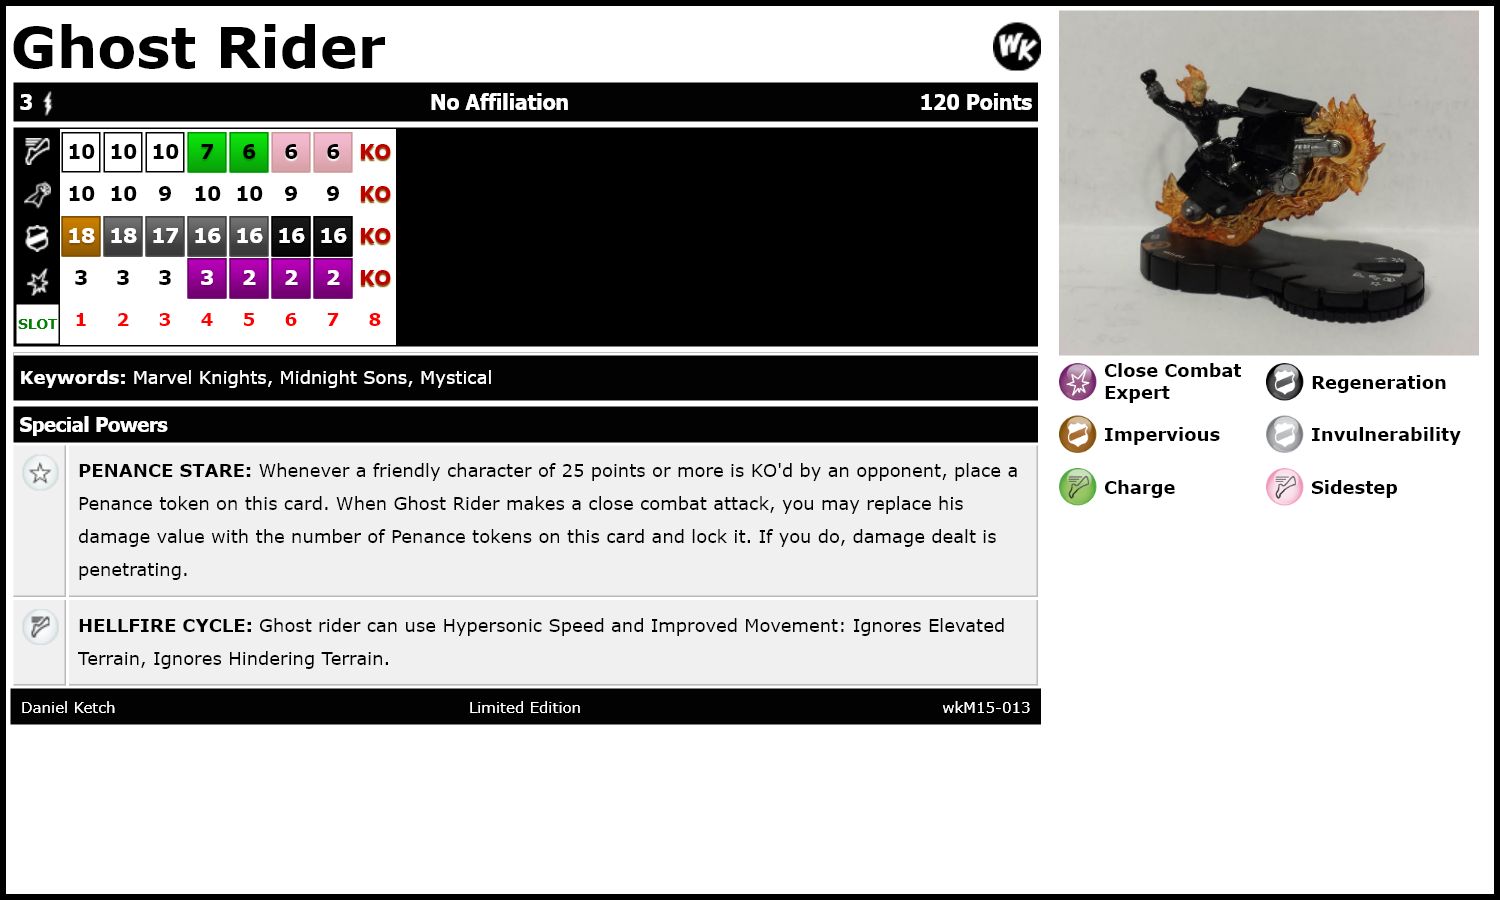 Ghost Rider
WK
3 No Affiliation 120 Points
10 10 10 7 6 6 6 KO
10 10 9 10 10 9 9 KO
18 18 17 16 16 16 16 KO
3 3 3 3 2 2 2 KO
SLOT 1 2 3 4 5 6 7 8
Keywords: Marvel Knights, Midnight Sons, Mystical
Special Powers
PENANCE STARE: Whenever a friendly character of 25 points or more is KO'd by an opponent, place a
Penance token on this card. When Ghost Rider makes a close combat attack, you may replace his
damage value with the number of Penance tokens on this card and lock it. If you do, damage dealt is
penetrating.
HELLFIRE CYCLE: Ghost rider can use Hypersonic Speed and Improved Movement: Ignores Elevated
Terrain, Ignores Hindering Terrain.
Daniel Ketch Limited Edition wkM15-013
Close Combat
Expert
Regeneration
Impervious
Invulnerability
Charge
Sidestep